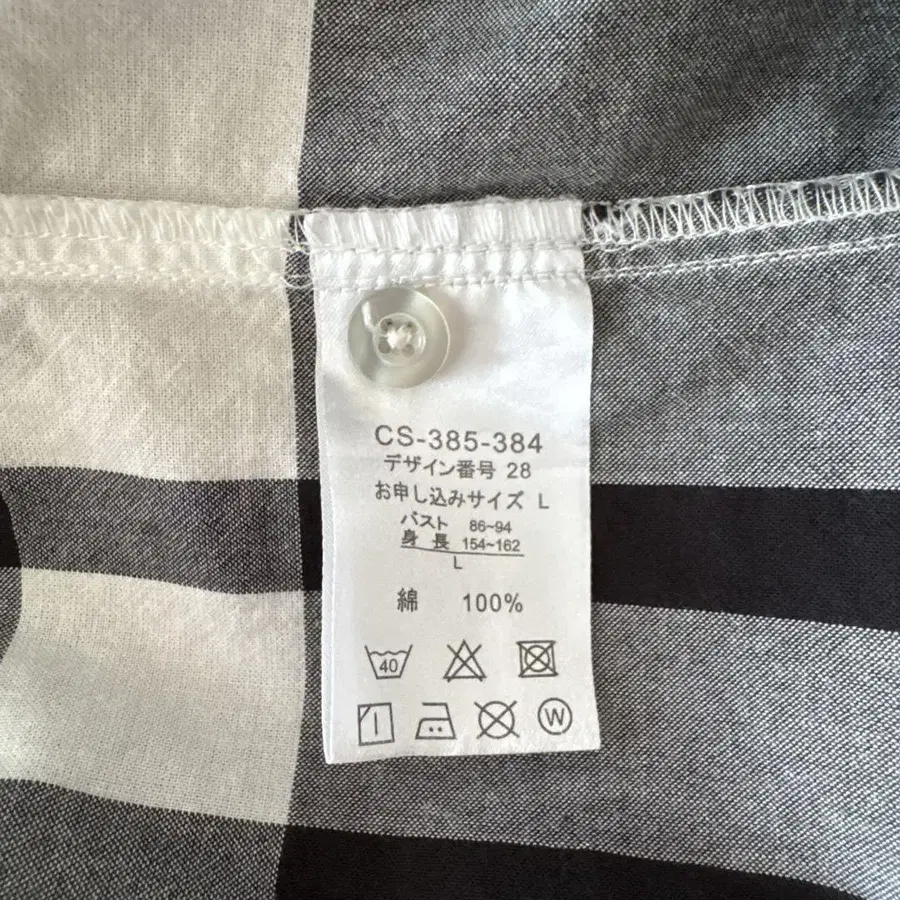 CS-385-384
デザイン番号 28
お申し込みサイズ L
バスト 86~94
身長 154~162
L
綿 100%
40
W